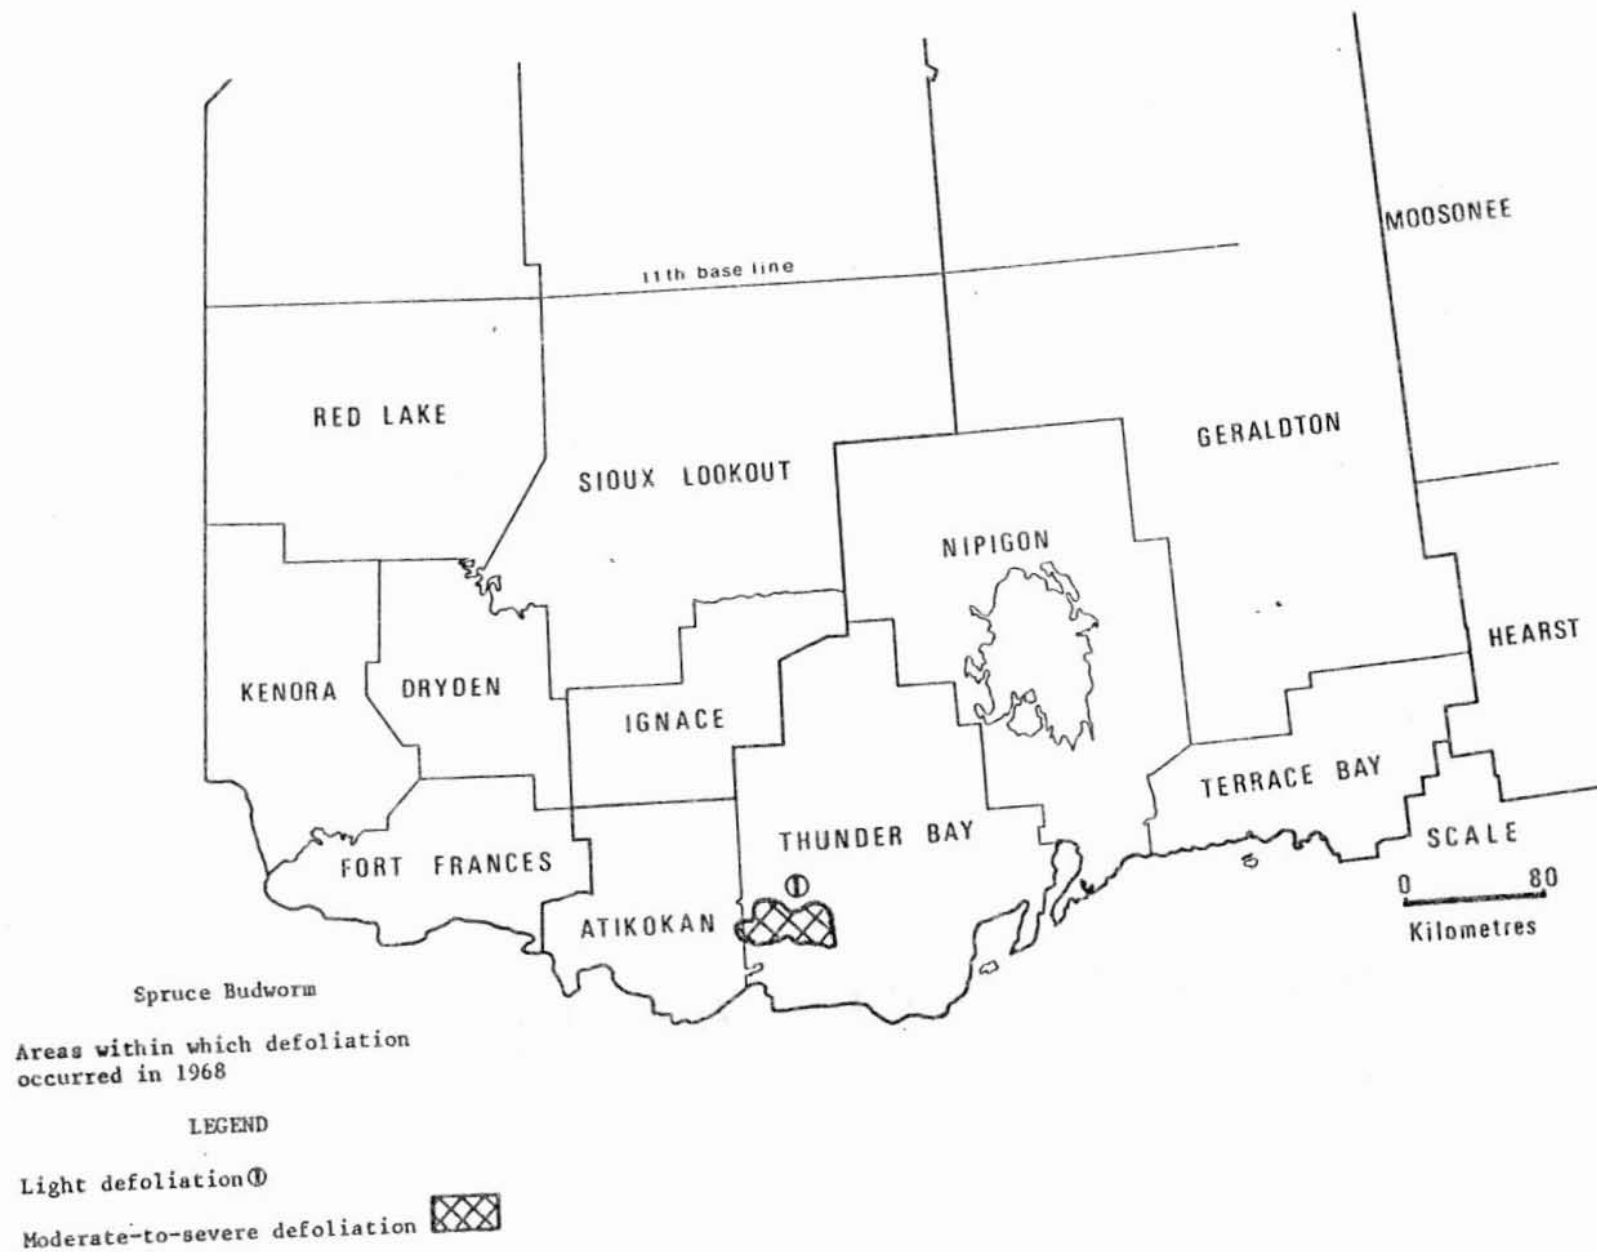 MOOSONEE
11th base line
RED LAKE
GERALDTON
SIOUX LOOKOUT
NIPIGON
HEARST
KENORA
DRYDEN
IGNACE
TERRACE BAY
THUNDER BAY
SCALE
FORT FRANCES
0 80
ATIKOKAN
Kilometres
Spruce Budworm
Areas within which defoliation
occurred in 1968
LEGEND
Light defoliation
Moderate-to-severe defoliation